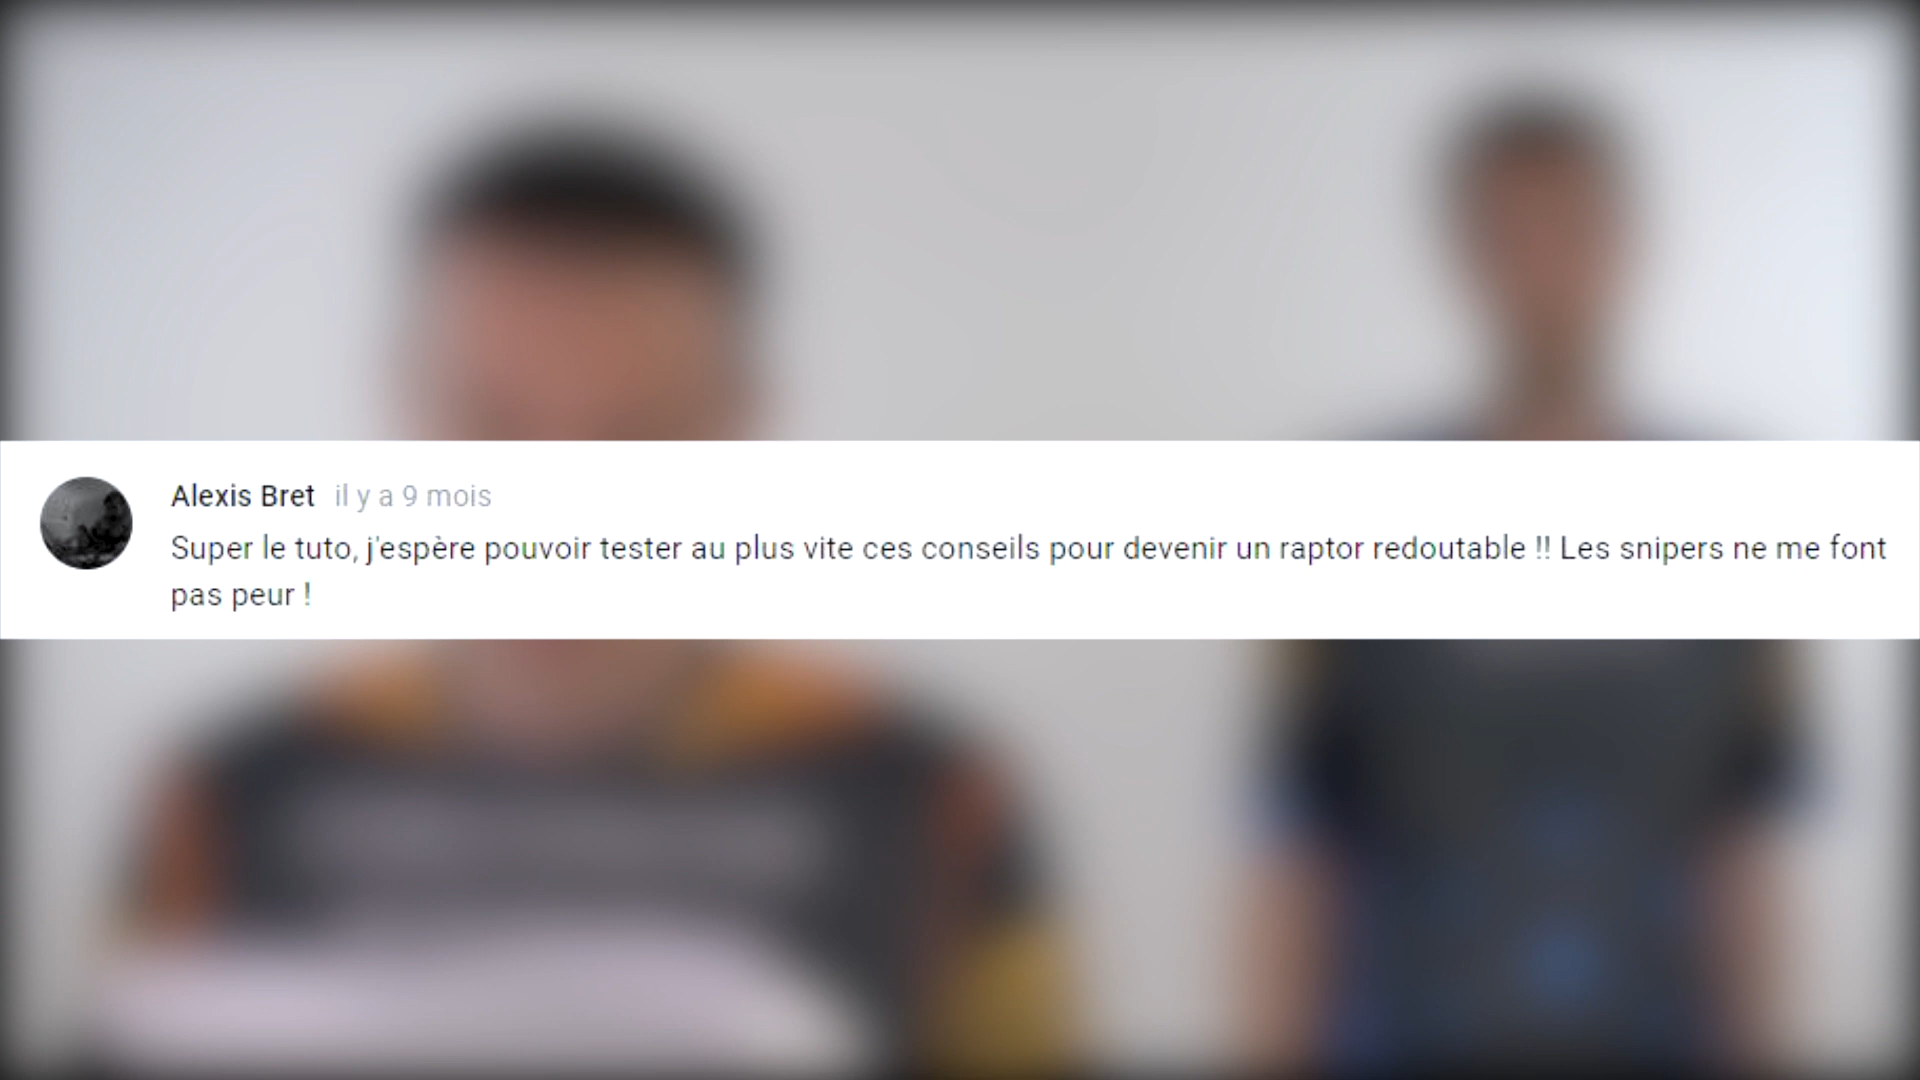 Alexis Bret il y a 9 mois
Super le tuto, j'espère pouvoir tester au plus vite ces conseils pour devenir un raptor redoutable !! Les snipers ne me font
pas peur !